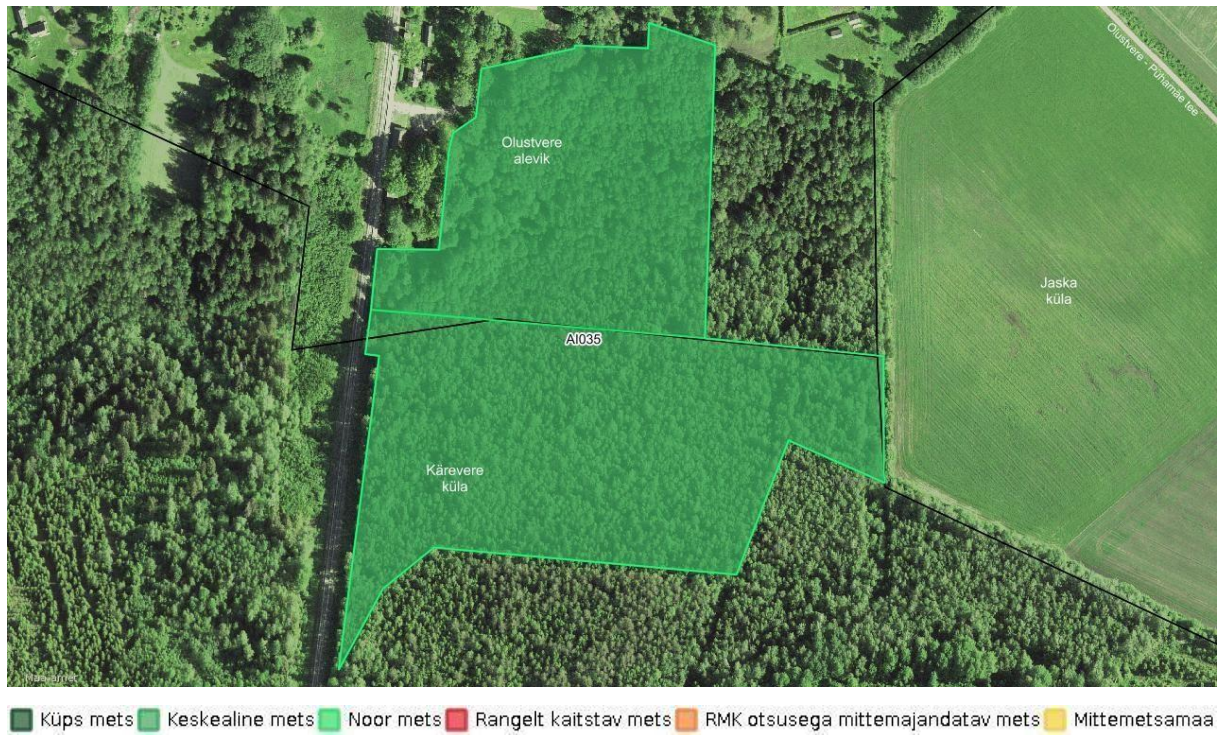 Olustvere - Pühamäe tee
Olustvere
alevik
Jaska
küla
AI035
Kärevere
küla
Maa-amet
Küps mets Keskealine mets Noor mets Rangelt kaitstav mets RMK otsusega mittemajandatav mets Mittemetsamaa